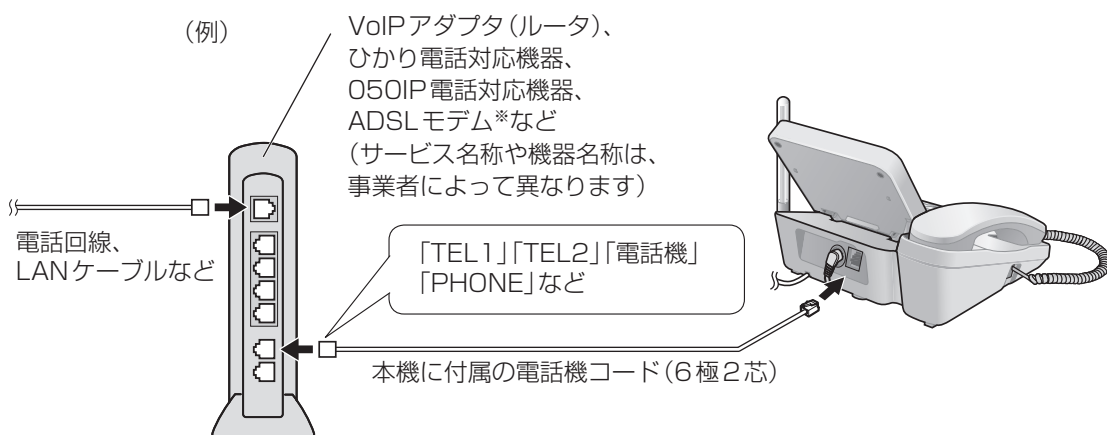 （例）
VoIPアダプタ（ルータ）、
ひかり電話対応機器、
050IP電話対応機器、
ADSLモデム※など
（サービス名称や機器名称は、
事業者によって異なります）
電話回線、
LANケーブルなど
「TEL1」「TEL2」「電話機」
「PHONE」など
本機に付属の電話機コード（6極2芯）